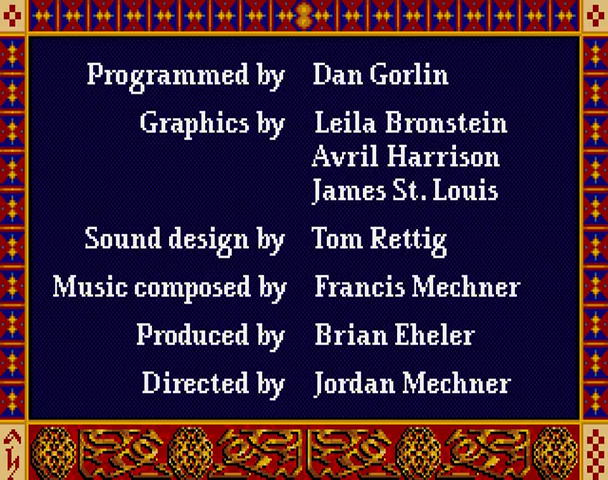 Programmed by Dan Gorlin
Graphics by Leila Bronstein
Avril Harrison
James St. Louis
Sound design by Tom Rettig
Music composed by Francis Mechner
Produced by Brian Eheler
Directed by Jordan Mechner